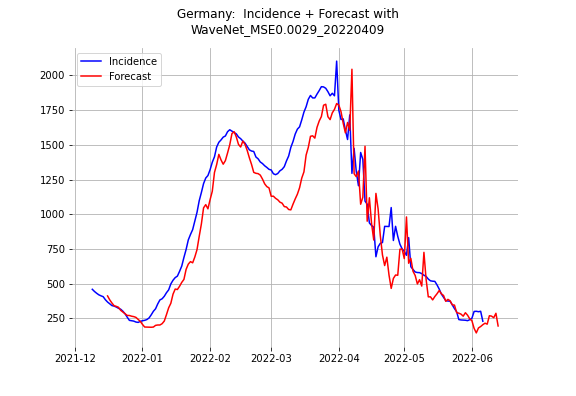 Germany:  Incidence + Forecast with
WaveNet_MSE0.0029_20220409
Incidence
Forecast
2000
1750
1500
1250
1000
750
500
250
2021-12 2022-01 2022-02 2022-03 2022-04 2022-05 2022-06